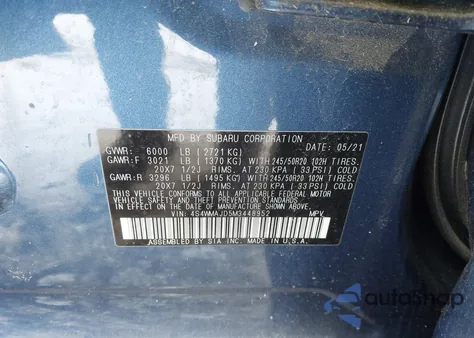 MFD BY SUBARU CORPORATION DATE: 05/21
GVWR: 6000 LB (2721 KG)
GAWR:F 3021 LB (1370 KG) WITH 245/50R20 102H TIRES,
20X7 1/2J RIMS, AT 230 KPA (33 PSI) COLD
GAWR:R 3296 LB (1495 KG) WITH 245/50R20 102H TIRES,
20X7 1/2J RIMS, AT 230 KPA (33 PSI) COLD
THIS VEHICLE CONFORMS TO ALL APPLICABLE FEDERAL MOTOR
VEHICLE SAFETY AND BUMPER STANDARDS IN EFFECT ON THE
DATE OF MANUFACTURE SHOWN ABOVE.
VIN: 4S4WMAJD5M3448952 MPV
ASSEMBLED BY SIA INC. MADE IN U.S.A.
autoShop